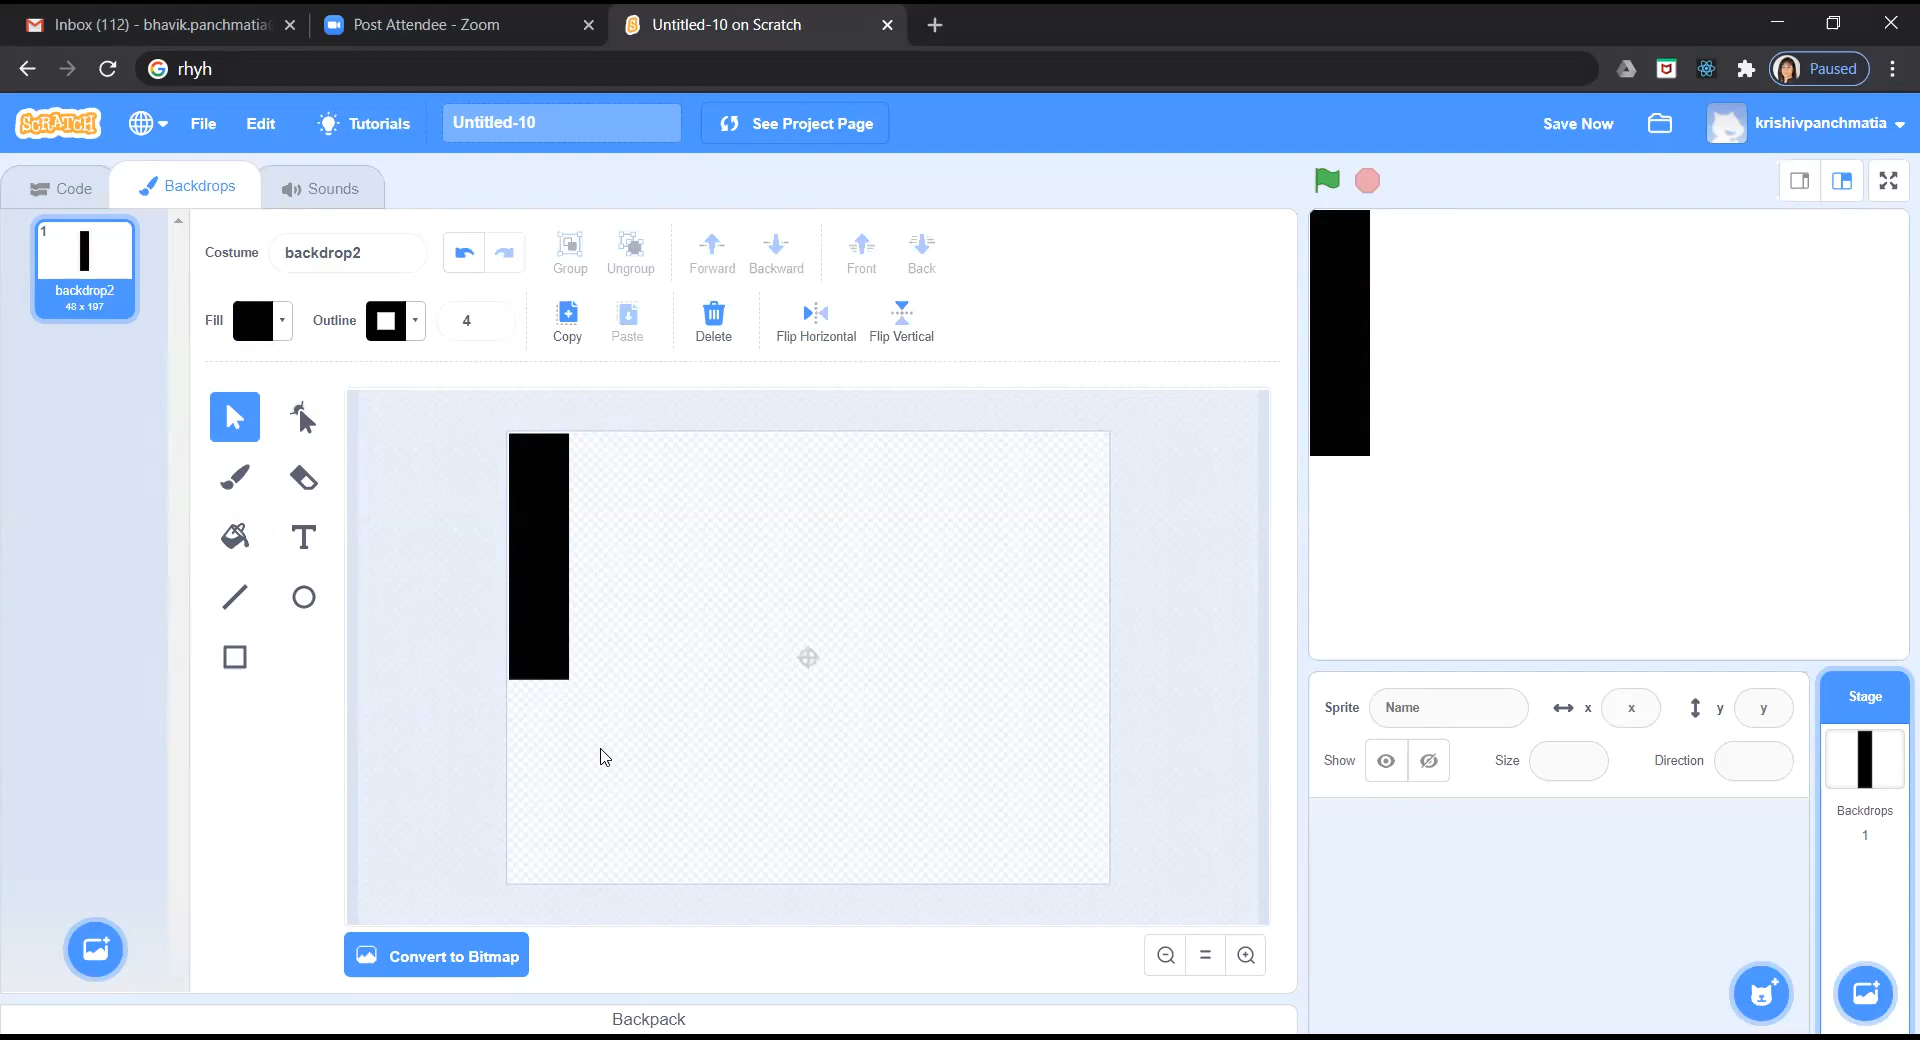 Inbox (112) - bhavik.panchmatia
Post Attendee - Zoom
Untitled-10 on Scratch
rhyh
Paused
SCRATCH
File
Edit
Tutorials
Untitled-10
See Project Page
Save Now
krishivpanchmatia
Code
Backdrops
Sounds
1
backdrop2
48 x 197
Costume
backdrop2
Group
Ungroup
Forward
Backward
Front
Back
Fill
Outline
4
Copy
Paste
Delete
Flip Horizontal
Flip Vertical
T
Convert to Bitmap
Backpack
Sprite
Name
x
x
y
y
Show
Size
Direction
Stage
Backdrops
1